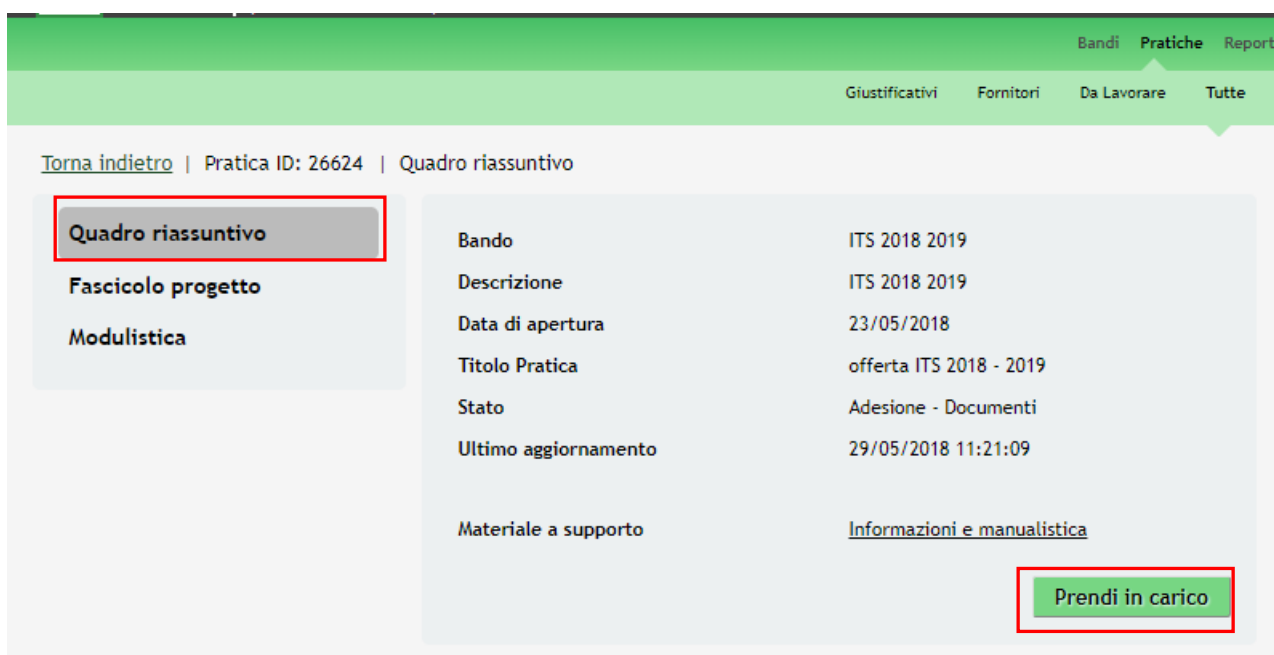 Bandi Pratiche Report
Giustificativi Fornitori Da Lavorare Tutte
Torna indietro | Pratica ID: 26624 | Quadro riassuntivo
Quadro riassuntivo
Fascicolo progetto
Modulistica
Bando ITS 2018 2019
Descrizione ITS 2018 2019
Data di apertura 23/05/2018
Titolo Pratica offerta ITS 2018 - 2019
Stato Adesione - Documenti
Ultimo aggiornamento 29/05/2018 11:21:09
Materiale a supporto Informazioni e manualistica
Prendi in carico